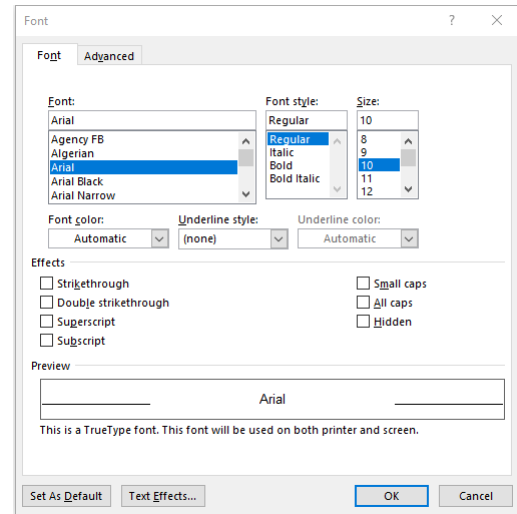 Font ?
Font Advanced
Font: Font style: Size:
Arial Regular 10
Agency FB Regular 8
Algerian Italic 9
Arial Bold 10
Arial Black Bold Italic 11
Arial Narrow 12
Font color: Underline style: Underline color:
Automatic (none) Automatic
Effects
Strikethrough Small caps
Double strikethrough All caps
Superscript Hidden
Subscript
Preview
Arial
This is a TrueType font. This font will be used on both printer and screen.
Set As Default Text Effects... OK Cancel